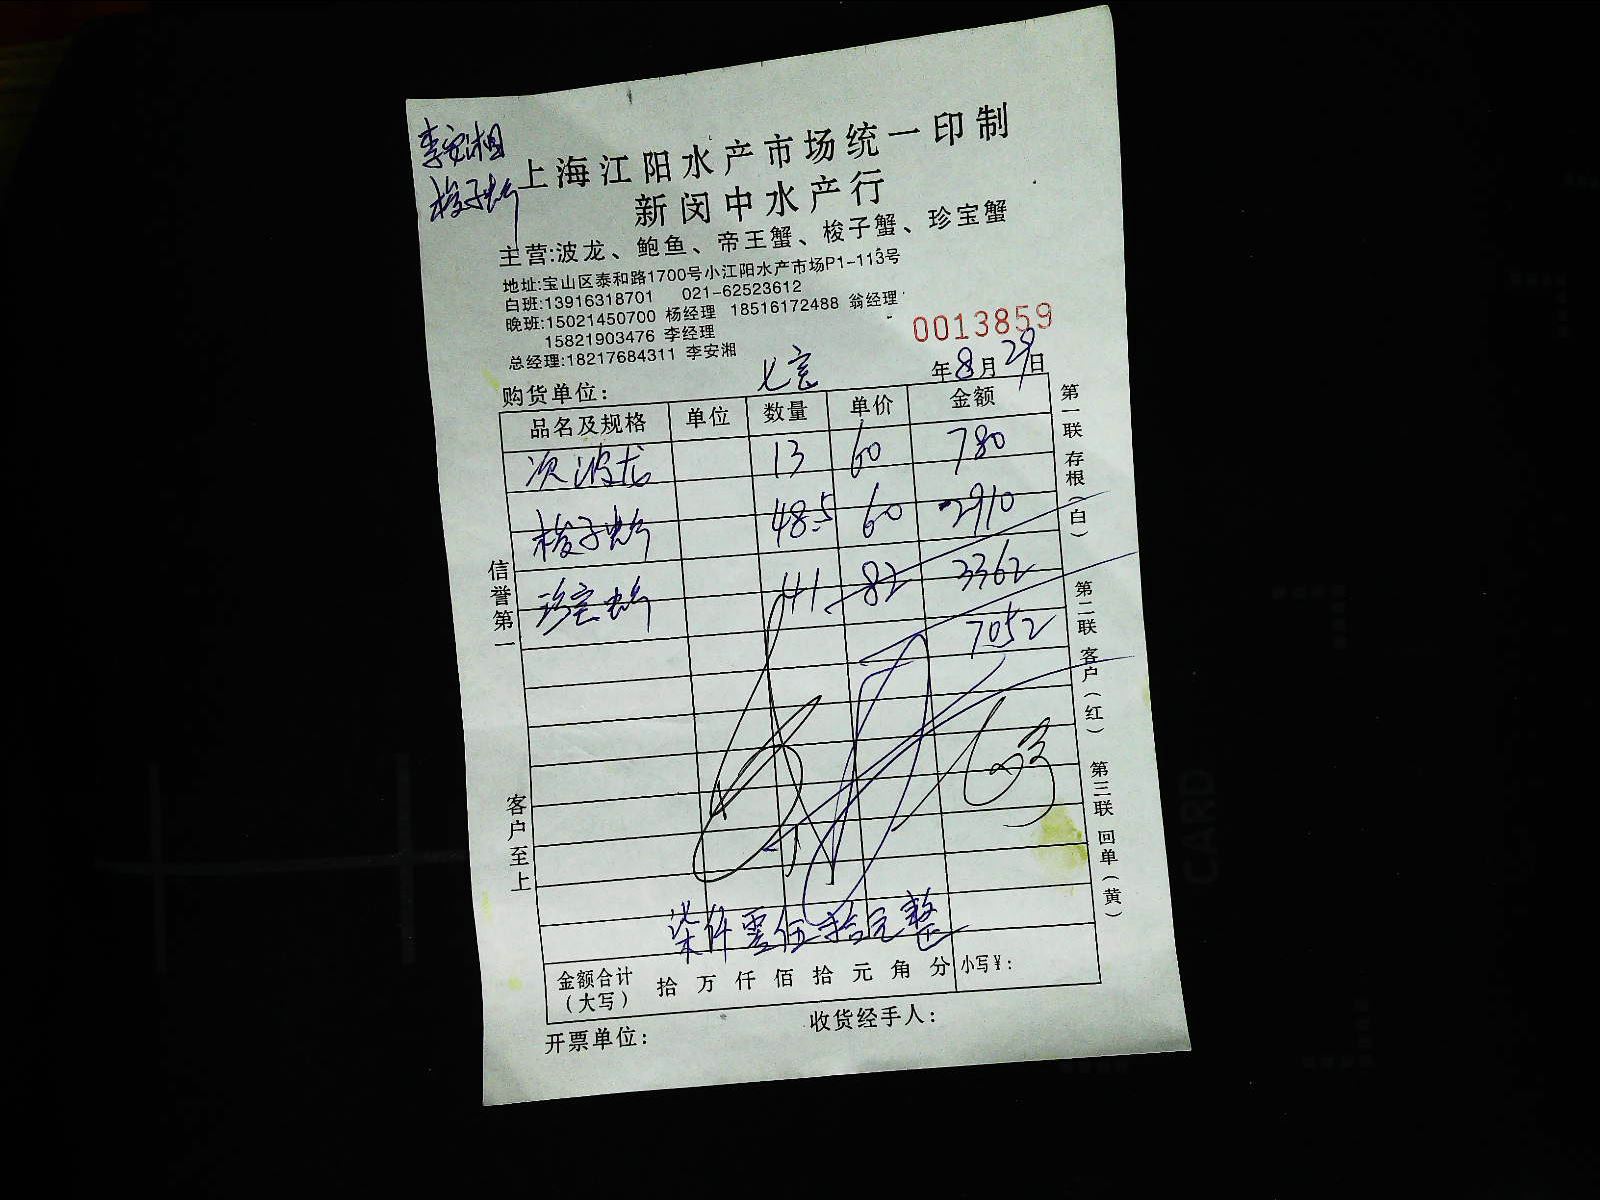 李安湘
梭子蟹
上海江阳水产市场统一印制
新闵中水产行
主营:波龙、鲍鱼、帝王蟹、梭子蟹、珍宝蟹
地址:宝山区泰和路1700号小江阳水产市场P1-113号
白班:13916318701 021-62523612
晚班:15021450700 杨经理 18516172488 翁经理
15821903476 李经理
总经理:18217684311 李安湘
0013859
购货单位:
年8月29日
品名及规格 单位 数量 单价 金额
次波龙 13 60 780
梭子蟹 48.5 60 2910
珍宝蟹 41 82 3362
7052
柒仟零伍拾元整
金额合计(大写) 拾 万 仟 佰 拾 元 角 分 小写¥:
开票单位: 收货经手人:
信誉第一
客户至上
第一联 存根(白)
第二联 客户(红)
第三联 回单(黄)
CARD